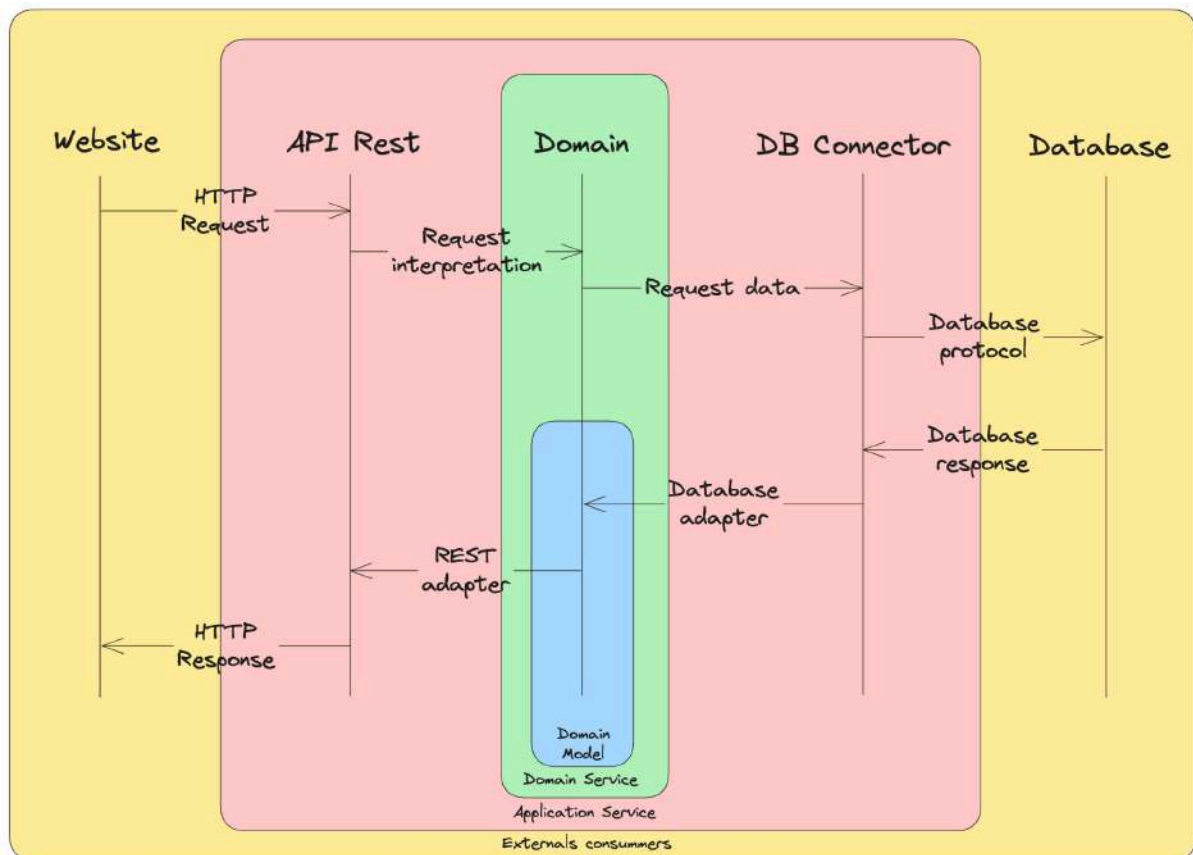 Website
API Rest
Domain
DB Connector
Database
HTTP
Request
Request
interpretation
Request data
Database
protocol
Database
response
Database
adapter
REST
adapter
HTTP
Response
Domain
Model
Domain Service
Application Service
Externals consummers